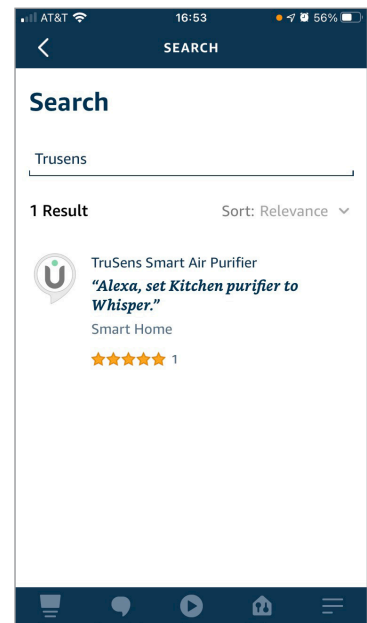 AT&T 16:53 56%
SEARCH
Search
Trusens
1 Result Sort: Relevance
TruSens Smart Air Purifier
“Alexa, set Kitchen purifier to
Whisper.”
Smart Home
1